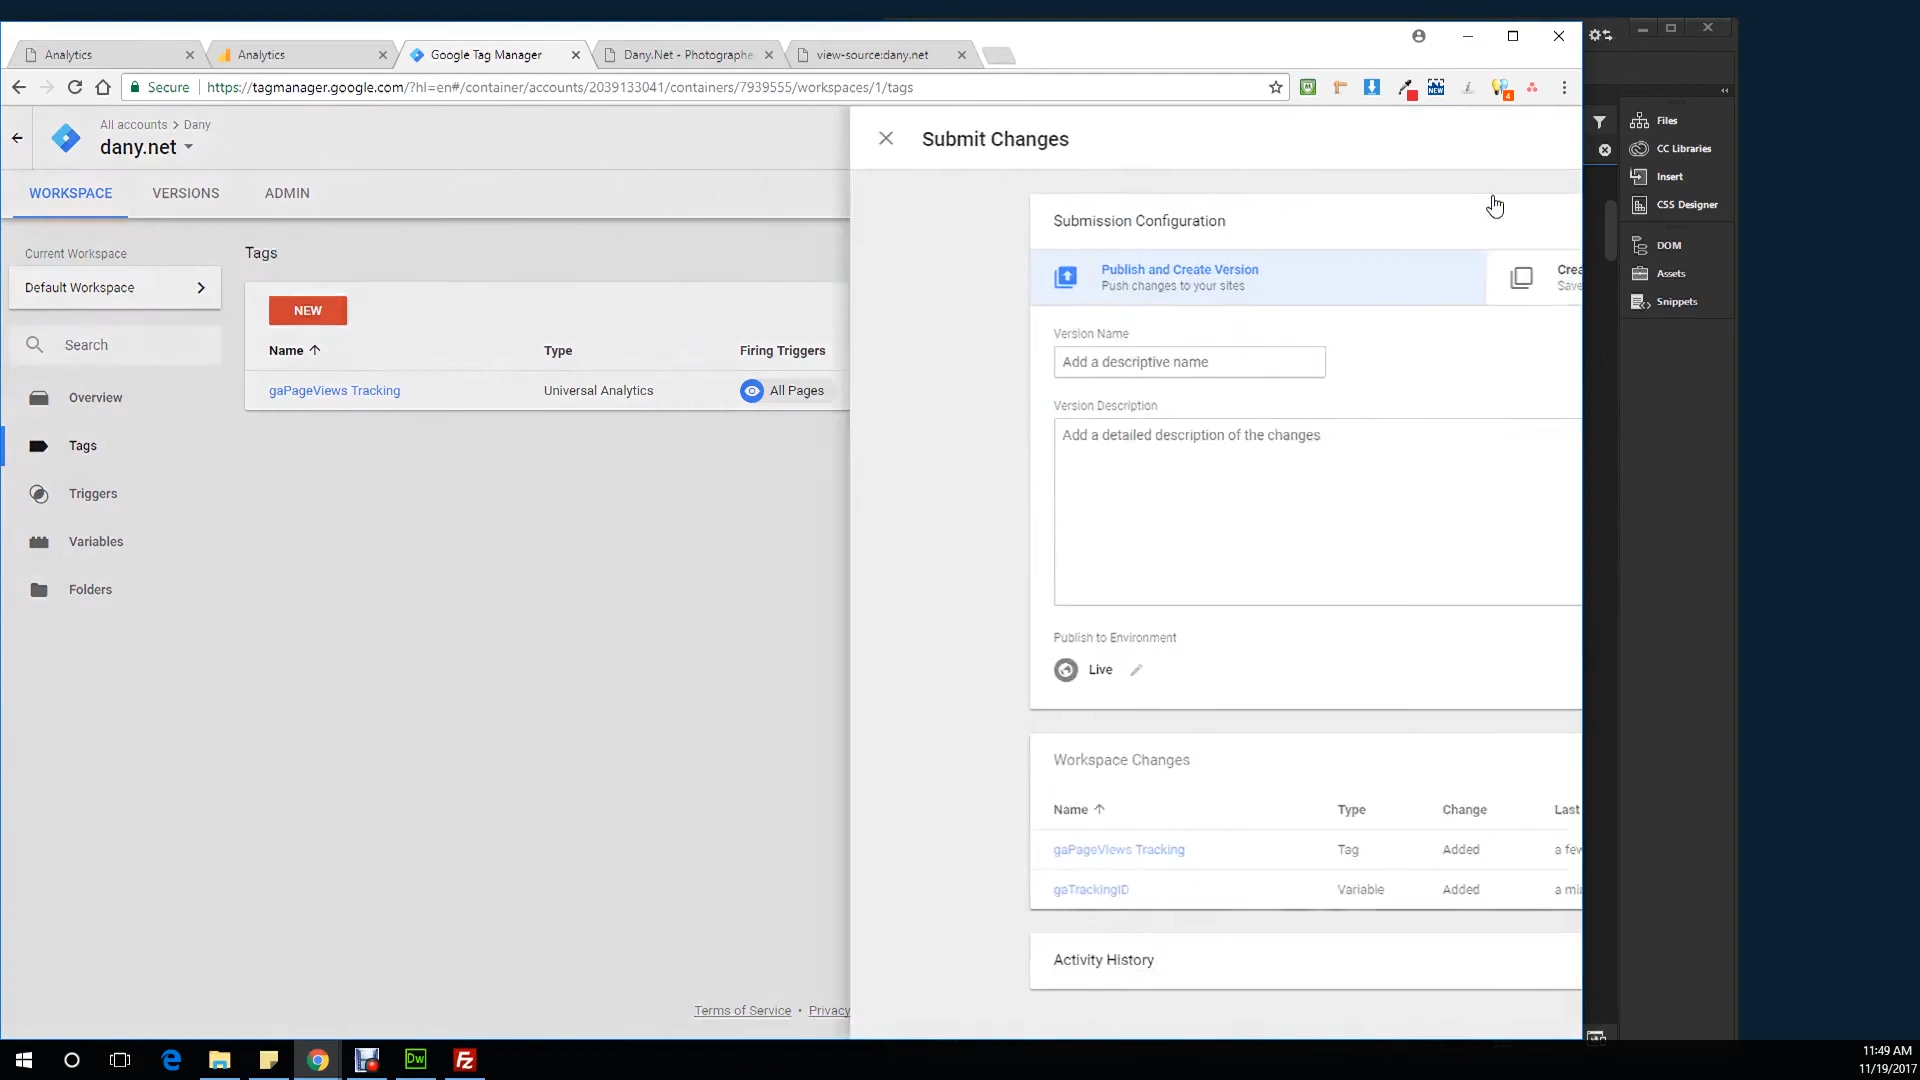 Analytics
Analytics
Google Tag Manager
Dany.Net - Photographe
view-source:dany.net
Secure
https://tagmanager.google.com/?hl=en#/container/accounts/2039133041/containers/7939555/workspaces/1/tags
NEW
4
All accounts > Dany
dany.net
WORKSPACE
VERSIONS
ADMIN
Current Workspace
Default Workspace
Search
Overview
Tags
Triggers
Variables
Folders
Tags
NEW
Name
Type
Firing Triggers
gaPageViews Tracking
Universal Analytics
All Pages
Terms of Service • Privacy
Submit Changes
Submission Configuration
Publish and Create Version
Push changes to your sites
Crea
Save
Version Name
Add a descriptive name
Version Description
Add a detailed description of the changes
Publish to Environment
Live
Workspace Changes
Name
Type
Change
Last
gaPageViews Tracking
Tag
Added
a few
gaTrackingID
Variable
Added
a mi
Activity History
Files
CC Libraries
Insert
CSS Designer
DOM
Assets
Snippets
Dw
Fz
11:49 AM
11/19/2017